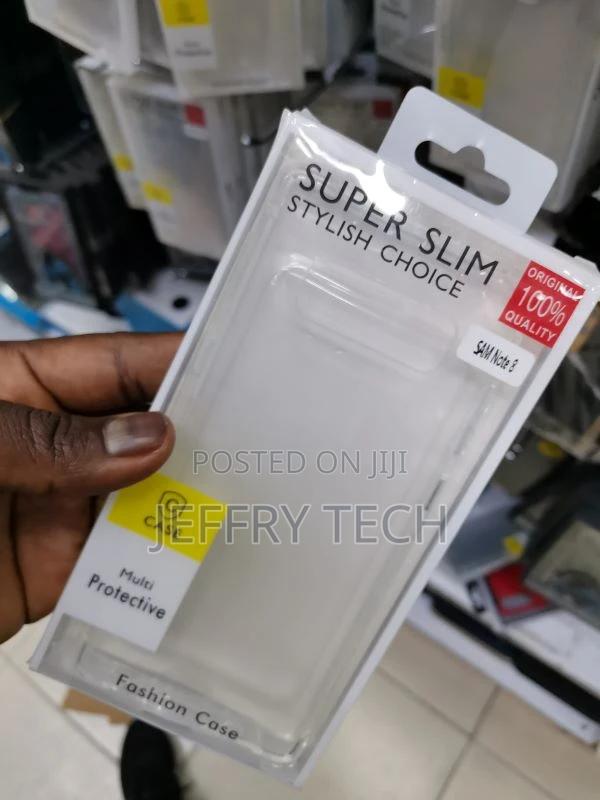 SUPER SLIM
STYLISH CHOICE
ORIGINAL
100%
QUALITY
SAM Note 8
POSTED ON JIJI
JEFFRY TECH
CASE
Multi
Protective
Fashion Case